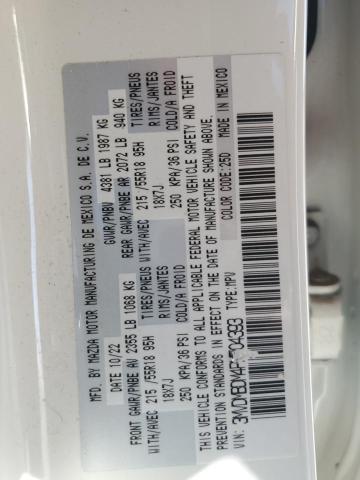 MFD. BY MAZDA MOTOR MANUFACTURING DE MEXICO S.A. DE C.V.
DATE: 10/22 GVWR/PNBV 4381 LB 1987 KG
FRONT GAWR/PNBE AV 2355 LB 1068 KG REAR GAWR/PNBE AR 2072 LB 940 KG
WITH/AVEC 215 /55R18 95H TIRES/PNEUS WITH/AVEC 215 /55R18 95H TIRES/PNEUS
18X7J RIMS/JANTES 18X7J RIMS/JANTES
250 KPA/36 PSI COLD/A FROID 250 KPA/36 PSI COLD/A FROID
THIS VEHICLE CONFORMS TO ALL APPLICABLE FEDERAL MOTOR VEHICLE SAFETY AND THEFT
PREVENTION STANDARDS IN EFFECT ON THE DATE OF MANUFACTURE SHOWN ABOVE.
VIN: TYPE:MPV COLOR CODE:25D MADE IN MEXICO